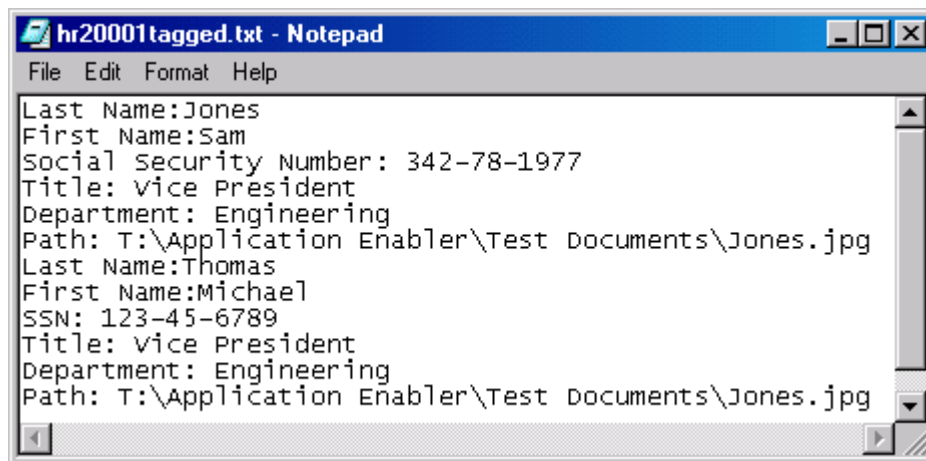 hr20001tagged.txt - Notepad
File Edit Format Help
Last Name:Jones
First Name:Sam
Social Security Number: 342-78-1977
Title: Vice President
Department: Engineering
Path: T:\Application Enabler\Test Documents\Jones.jpg
Last Name:Thomas
First Name:Michael
SSN: 123-45-6789
Title: Vice President
Department: Engineering
Path: T:\Application Enabler\Test Documents\Jones.jpg